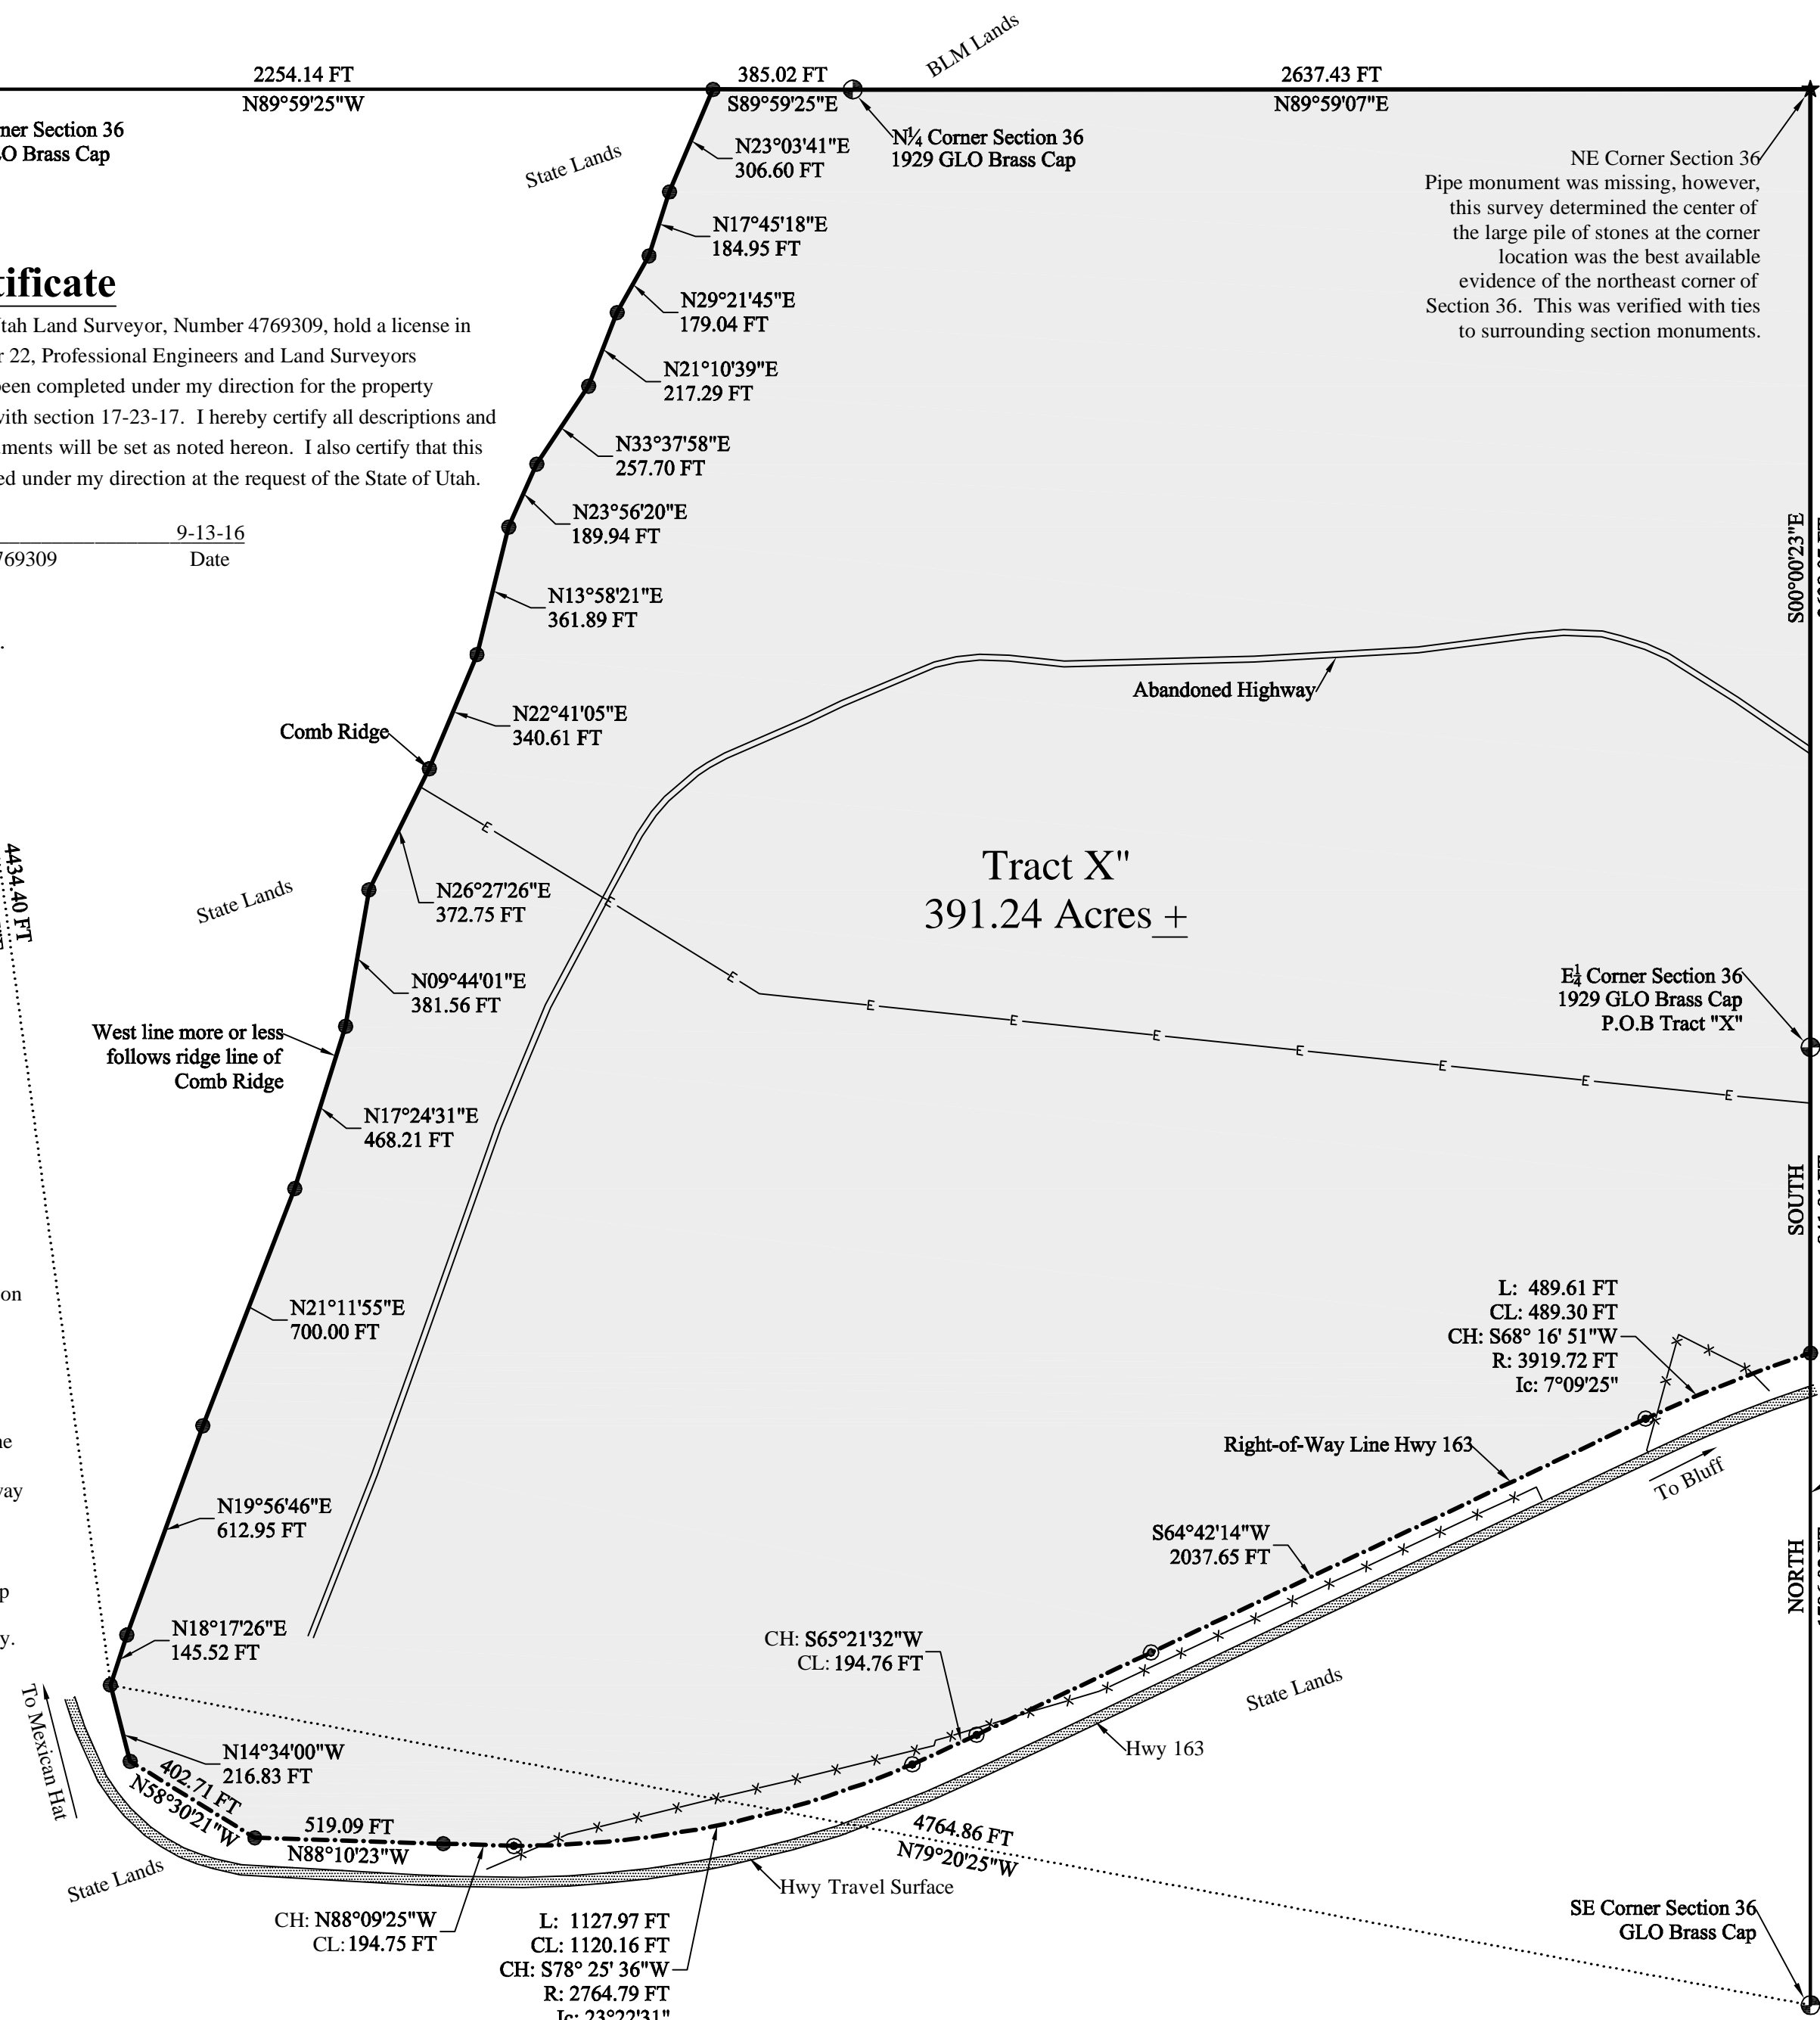 BLM Lands
2254.14 FT
N89°59'25"W
385.02 FT
S89°59'25"E
2637.43 FT
N89°59'07"E
Section 36
Brass Cap
State Lands
N23°03'41"E
306.60 FT
N¼ Corner Section 36
1929 GLO Brass Cap
NE Corner Section 36
Pipe monument was missing, however,
this survey determined the center of
the large pile of stones at the corner
location was the best available
evidence of the northeast corner of
Section 36. This was verified with ties
to surrounding section monuments.
N17°45'18"E
184.95 FT
tificate
Land Surveyor, Number 4769309, hold a license in
22, Professional Engineers and Land Surveyors
been completed under my direction for the property
with section 17-23-17. I hereby certify all descriptions and
uments will be set as noted hereon. I also certify that this
ed under my direction at the request of the State of Utah.
9-13-16
769309 Date
N29°21'45"E
179.04 FT
N21°10'39"E
217.29 FT
N33°37'58"E
257.70 FT
N23°56'20"E
189.94 FT
S00°00'23"E
N13°58'21"E
361.89 FT
N22°41'05"E
340.61 FT
Abandoned Highway
Comb Ridge
E E E E E E E E E E
Tract X"
391.24 Acres +
4434.40 FT
State Lands
N26°27'26"E
372.75 FT
N09°44'01"E
381.56 FT
E¼ Corner Section 36
1929 GLO Brass Cap
P.O.B Tract "X"
West line more or less
follows ridge line of
Comb Ridge
N17°24'31"E
468.21 FT
SOUTH
on
N21°11'55"E
700.00 FT
L: 489.61 FT
CL: 489.30 FT
CH: S68° 16' 51"W
R: 3919.72 FT
Ic: 7°09'25"
Right-of-Way Line Hwy 163
To Bluff
N19°56'46"E
612.95 FT
S64°42'14"W
2037.65 FT
NORTH
N18°17'26"E
145.52 FT
CH: S65°21'32"W
CL: 194.76 FT
State Lands
To Mexican Hat
N14°34'00"W
216.83 FT
Hwy 163
402.71 FT
N58°30'21"W
519.09 FT
N88°10'23"W
4764.86 FT
N79°20'25"W
State Lands
Hwy Travel Surface
CH: N88°09'25"W
CL: 194.75 FT
L: 1127.97 FT
CL: 1120.16 FT
CH: S78° 25' 36"W
R: 2764.79 FT
Ic: 23°22'31"
SE Corner Section 36
GLO Brass Cap